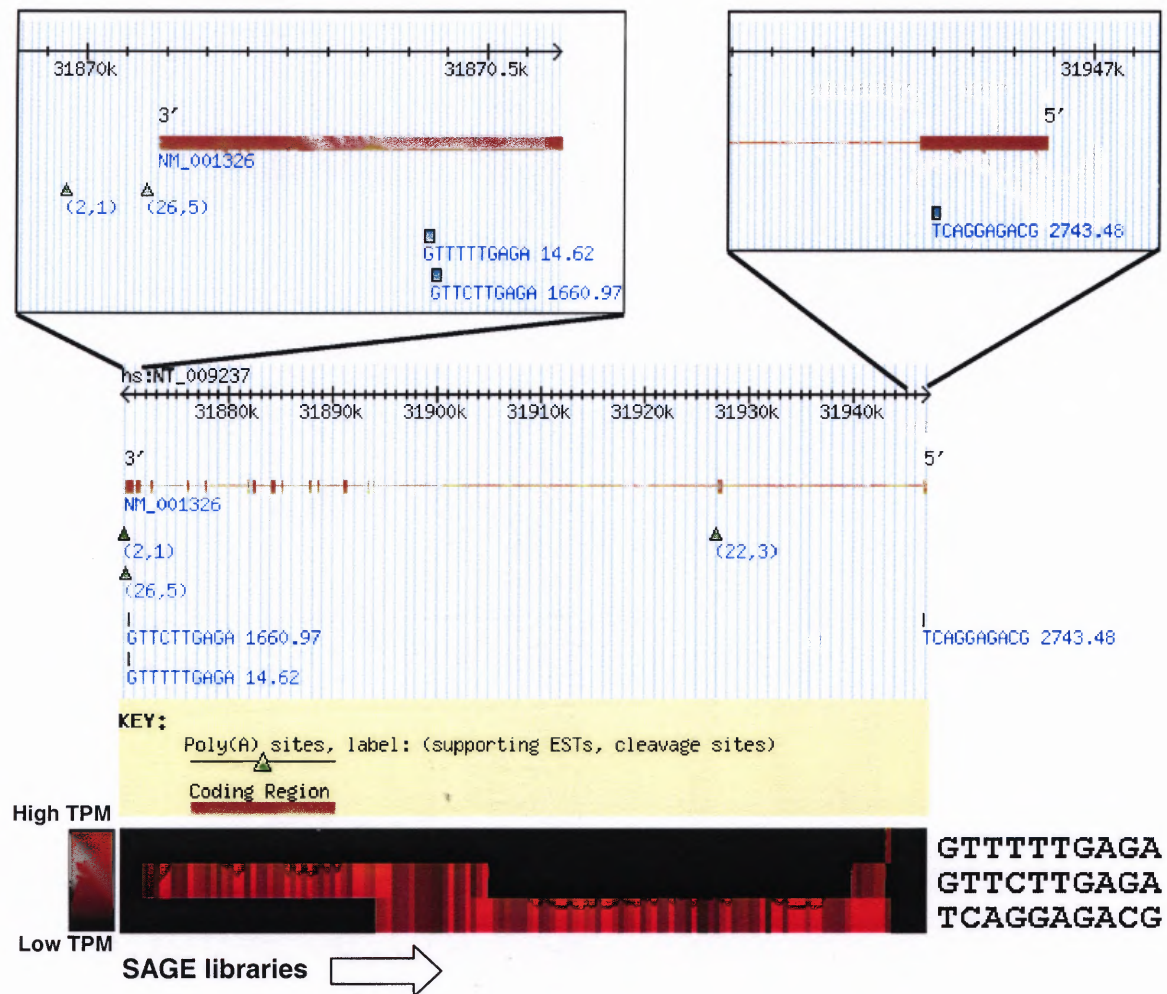 31870k
31870.5k
3′
NM_001326
(2,1)
(26,5)
GTTTTTGAGA 14.62
GTTCTTGAGA 1660.97
31947k
5′
TCAGGAGACG 2743.48
hs:NT_009237
31880k 31890k 31900k 31910k 31920k 31930k 31940k
3′ 5′
NM_001326
(2,1) (22,3)
(26,5)
GTTCTTGAGA 1660.97 TCAGGAGACG 2743.48
GTTTTTGAGA 14.62
KEY:
Poly(A) sites, label: (supporting ESTs, cleavage sites)
Coding Region
High TPM
Low TPM
GTTTTTGAGA
GTTCTTGAGA
TCAGGAGACG
SAGE libraries